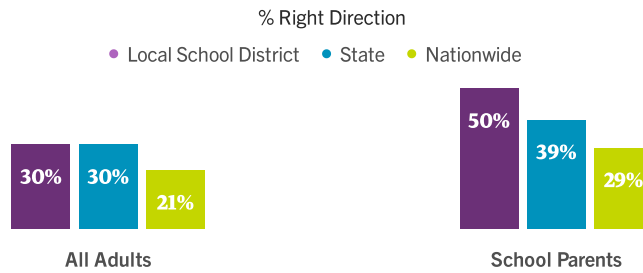 % Right Direction
Local School District State Nationwide
30% 30% 21%
50% 39% 29%
All Adults School Parents